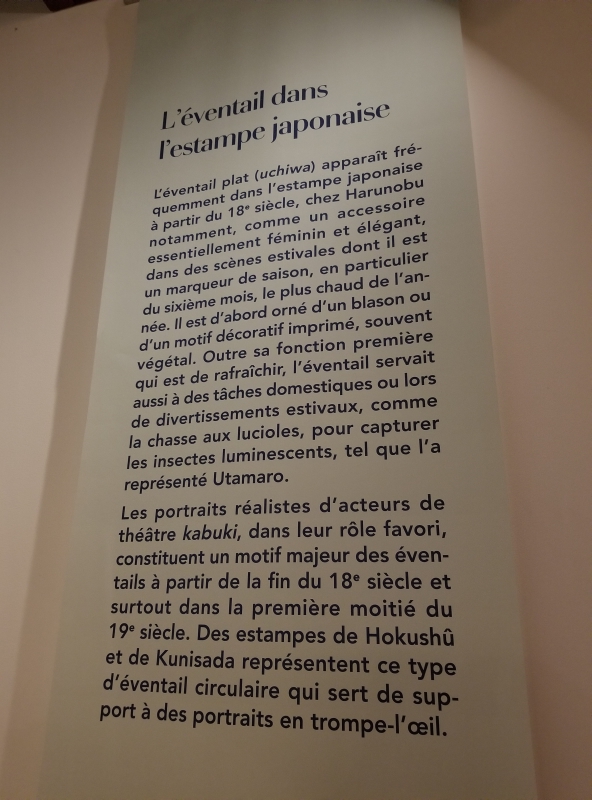 L'éventail dans
l'estampe japonaise
L'éventail plat (uchiwa) apparaît fré-
quemment dans l'estampe japonaise
à partir du 18e siècle, chez Harunobu
notamment, comme un accessoire
essentiellement féminin et élégant,
dans des scènes estivales dont il est
un marqueur de saison, en particulier
du sixième mois, le plus chaud de l'an-
née. Il est d'abord orné d'un blason ou
d'un motif décoratif imprimé, souvent
végétal. Outre sa fonction première
qui est de rafraîchir, l'éventail servait
aussi à des tâches domestiques ou lors
de divertissements estivaux, comme
la chasse aux lucioles, pour capturer
les insectes luminescents, tel que l'a
représenté Utamaro.
Les portraits réalistes d'acteurs de
théâtre kabuki, dans leur rôle favori,
constituent un motif majeur des éven-
tails à partir de la fin du 18e siècle et
surtout dans la première moitié du
19e siècle. Des estampes de Hokushû
et de Kunisada représentent ce type
d'éventail circulaire qui sert de sup-
port à des portraits en trompe-l'œil.